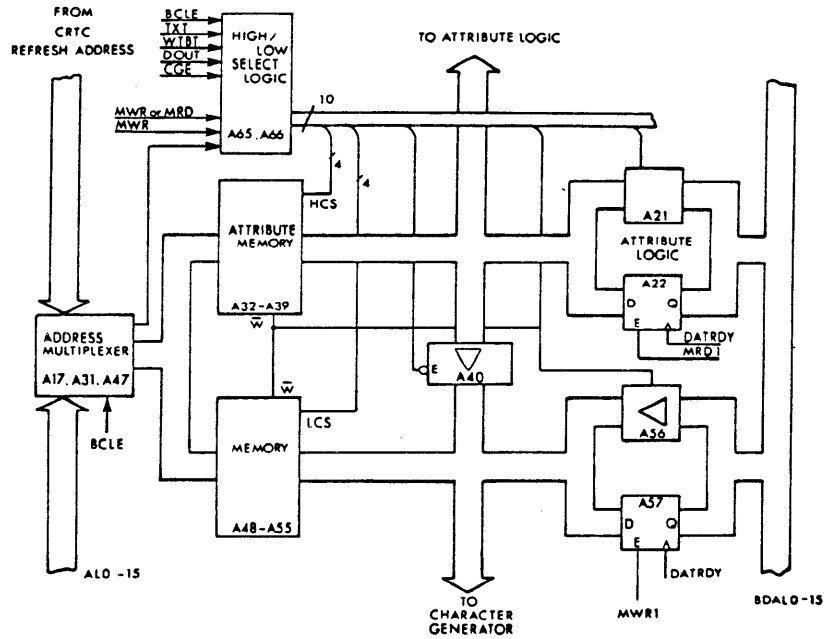 FROM
CRTC
REFRESH ADDRESS
BCLE
TXT
WTBT
DOUT
CGE
MWR or MRD
MWR
HIGH/
LOW
SELECT
LOGIC
A65, A66
10
TO ATTRIBUTE LOGIC
4
4
HCS
ATTRIBUTE
MEMORY
A32-A39
W
A21
ATTRIBUTE
LOGIC
A22
D
Q
E
DATRDY
MRD1
ADDRESS
MULTIPLEXER
A17, A31, A47
BCLE
E
A40
W
LCS
MEMORY
A48-A55
A56
A57
D
Q
E
DATRDY
MWR1
AL0 -15
TO
CHARACTER
GENERATOR
BDAL0-15